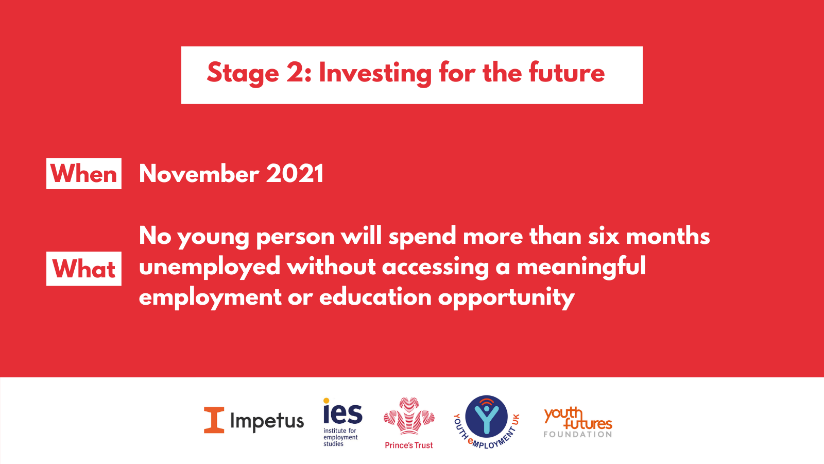 Stage 2: Investing for the future
When
November 2021
What
No young person will spend more than six months
unemployed without accessing a meaningful
employment or education opportunity
Impetus
ies
institute for
employment
studies
Prince's Trust
YOUTH eMPLOYMENT UK
youth
futures
FOUNDATION